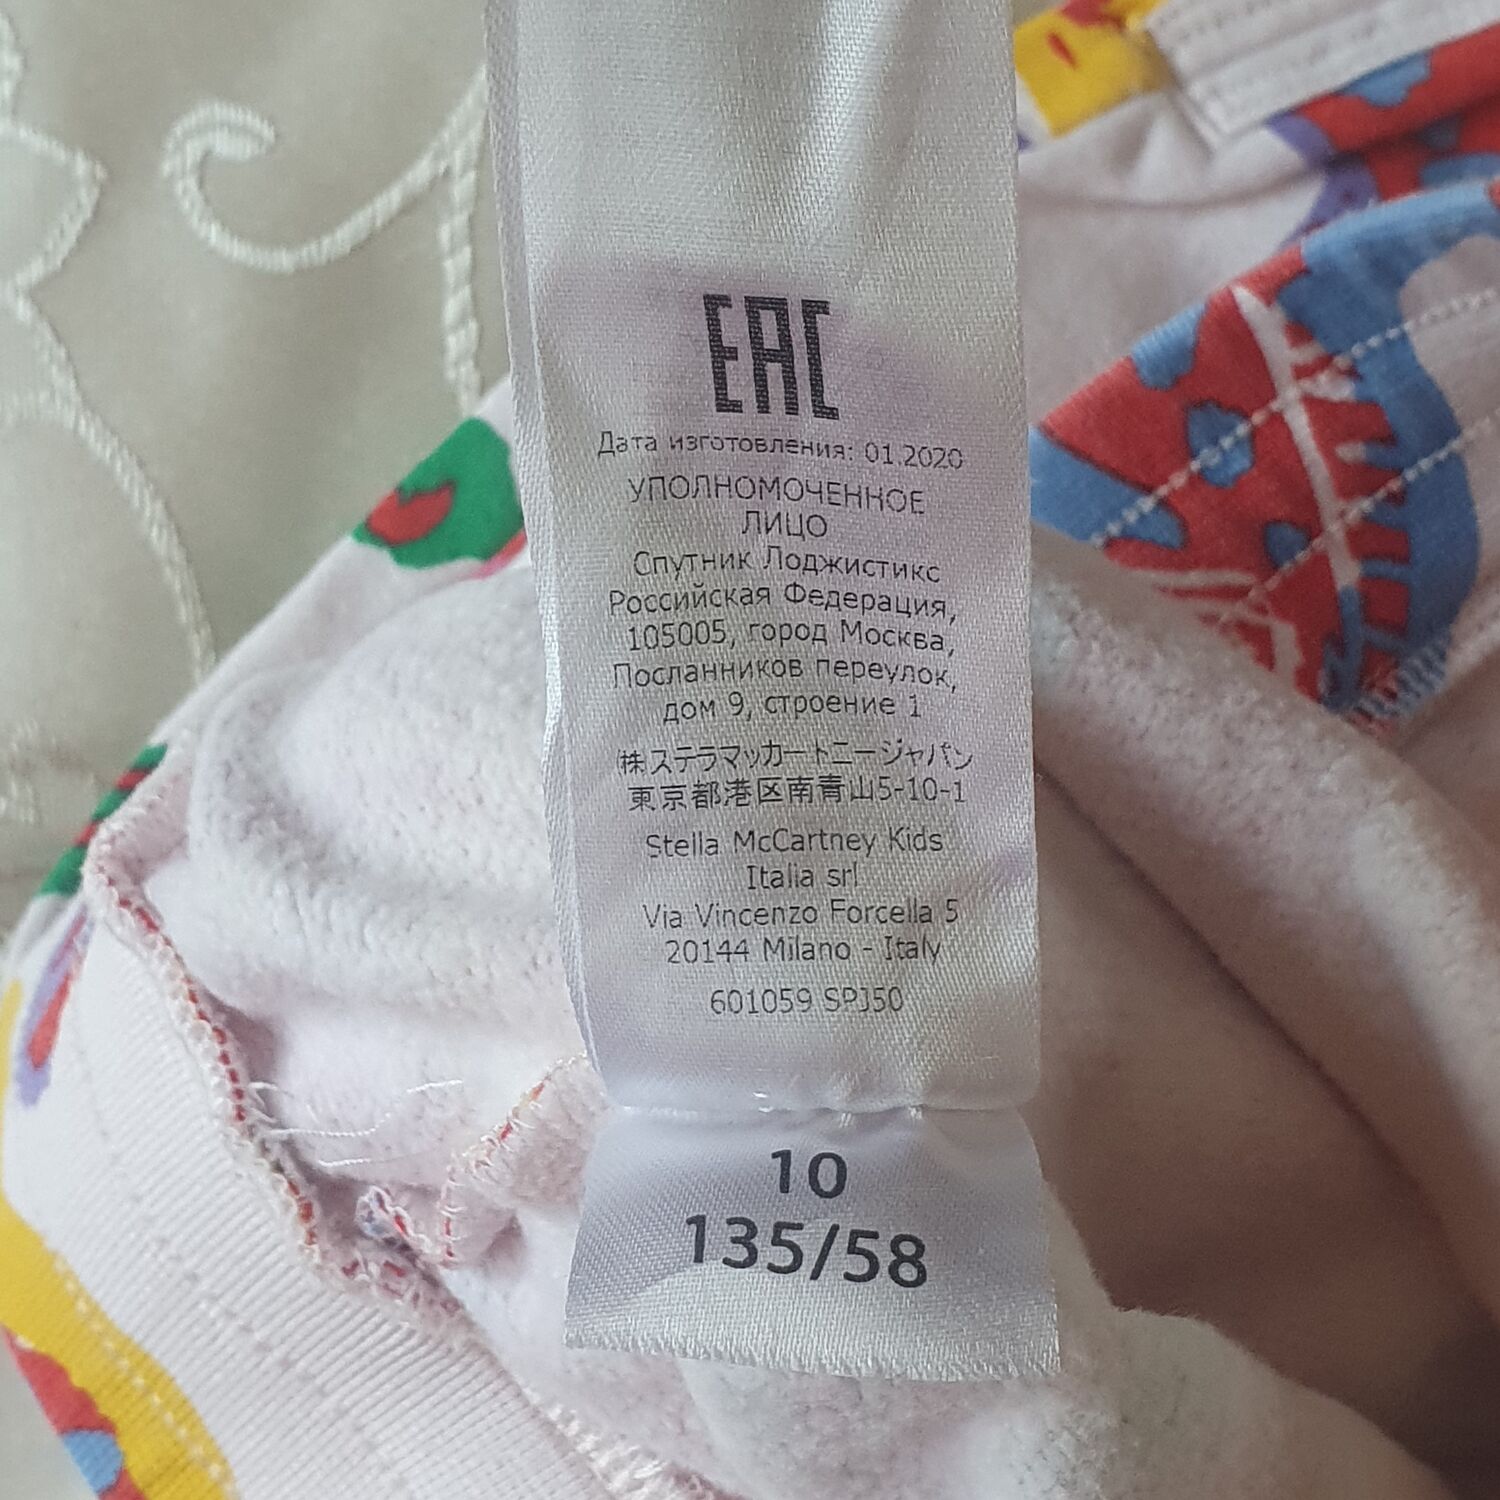 EAC
Дата изготовления: 01.2020
УПОЛНОМОЧЕННОЕ
ЛИЦО
Спутник Лоджистикс
Российская Федерация,
105005, город Москва,
Посланников переулок,
дом 9, строение 1
㈱ステラマッカートニージャパン
東京都港区南青山5-10-1
Stella McCartney Kids
Italia srl
Via Vincenzo Forcella 5
20144 Milano - Italy
601059 SPJ50
10
135/58